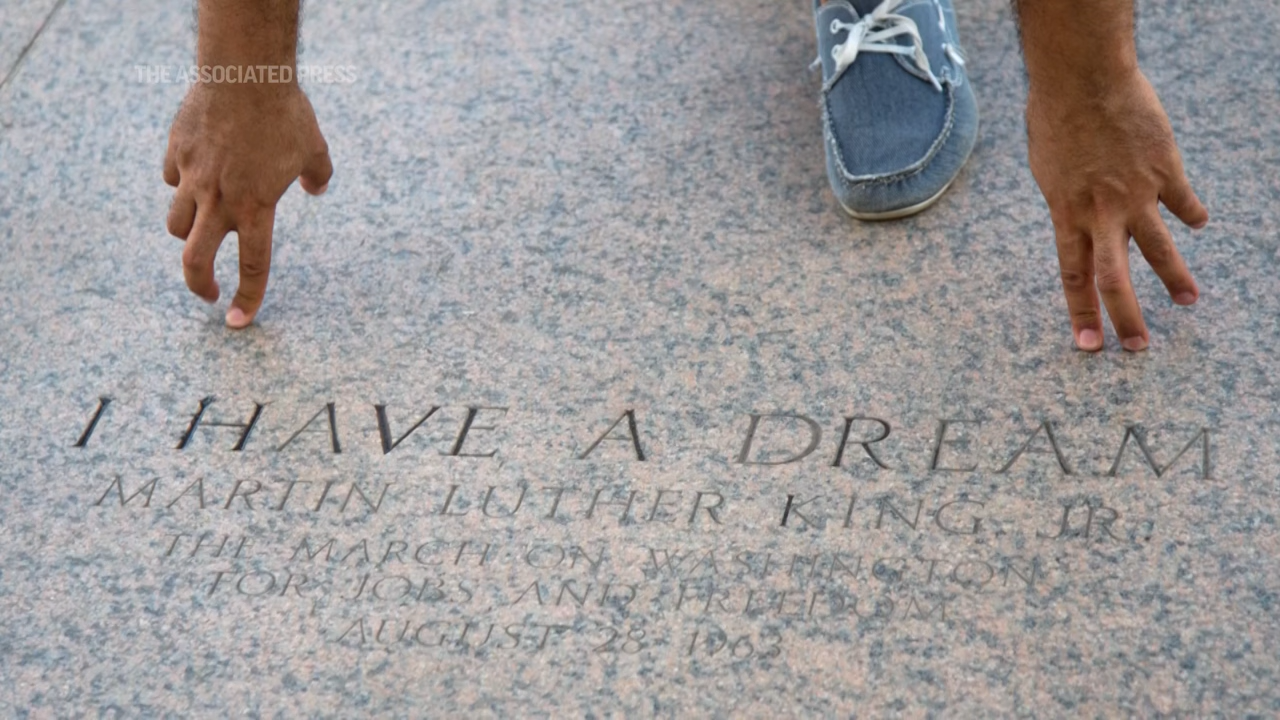 THE ASSOCIATED PRESS
I HAVE A DREAM
MARTIN LUTHER KING JR.
THE MARCH ON WASHINGTON
FOR JOBS AND FREEDOM
AUGUST 28 1963